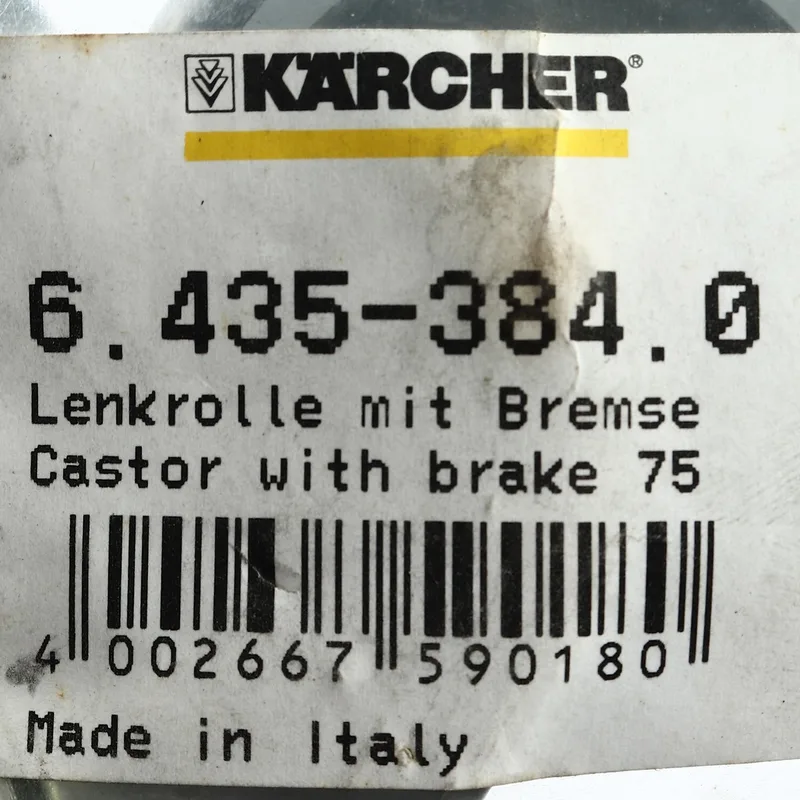 KÄRCHER®
6.435-384.0
Lenkrolle mit Bremse
Castor with brake 75
4 002667 590180
Made in Italy